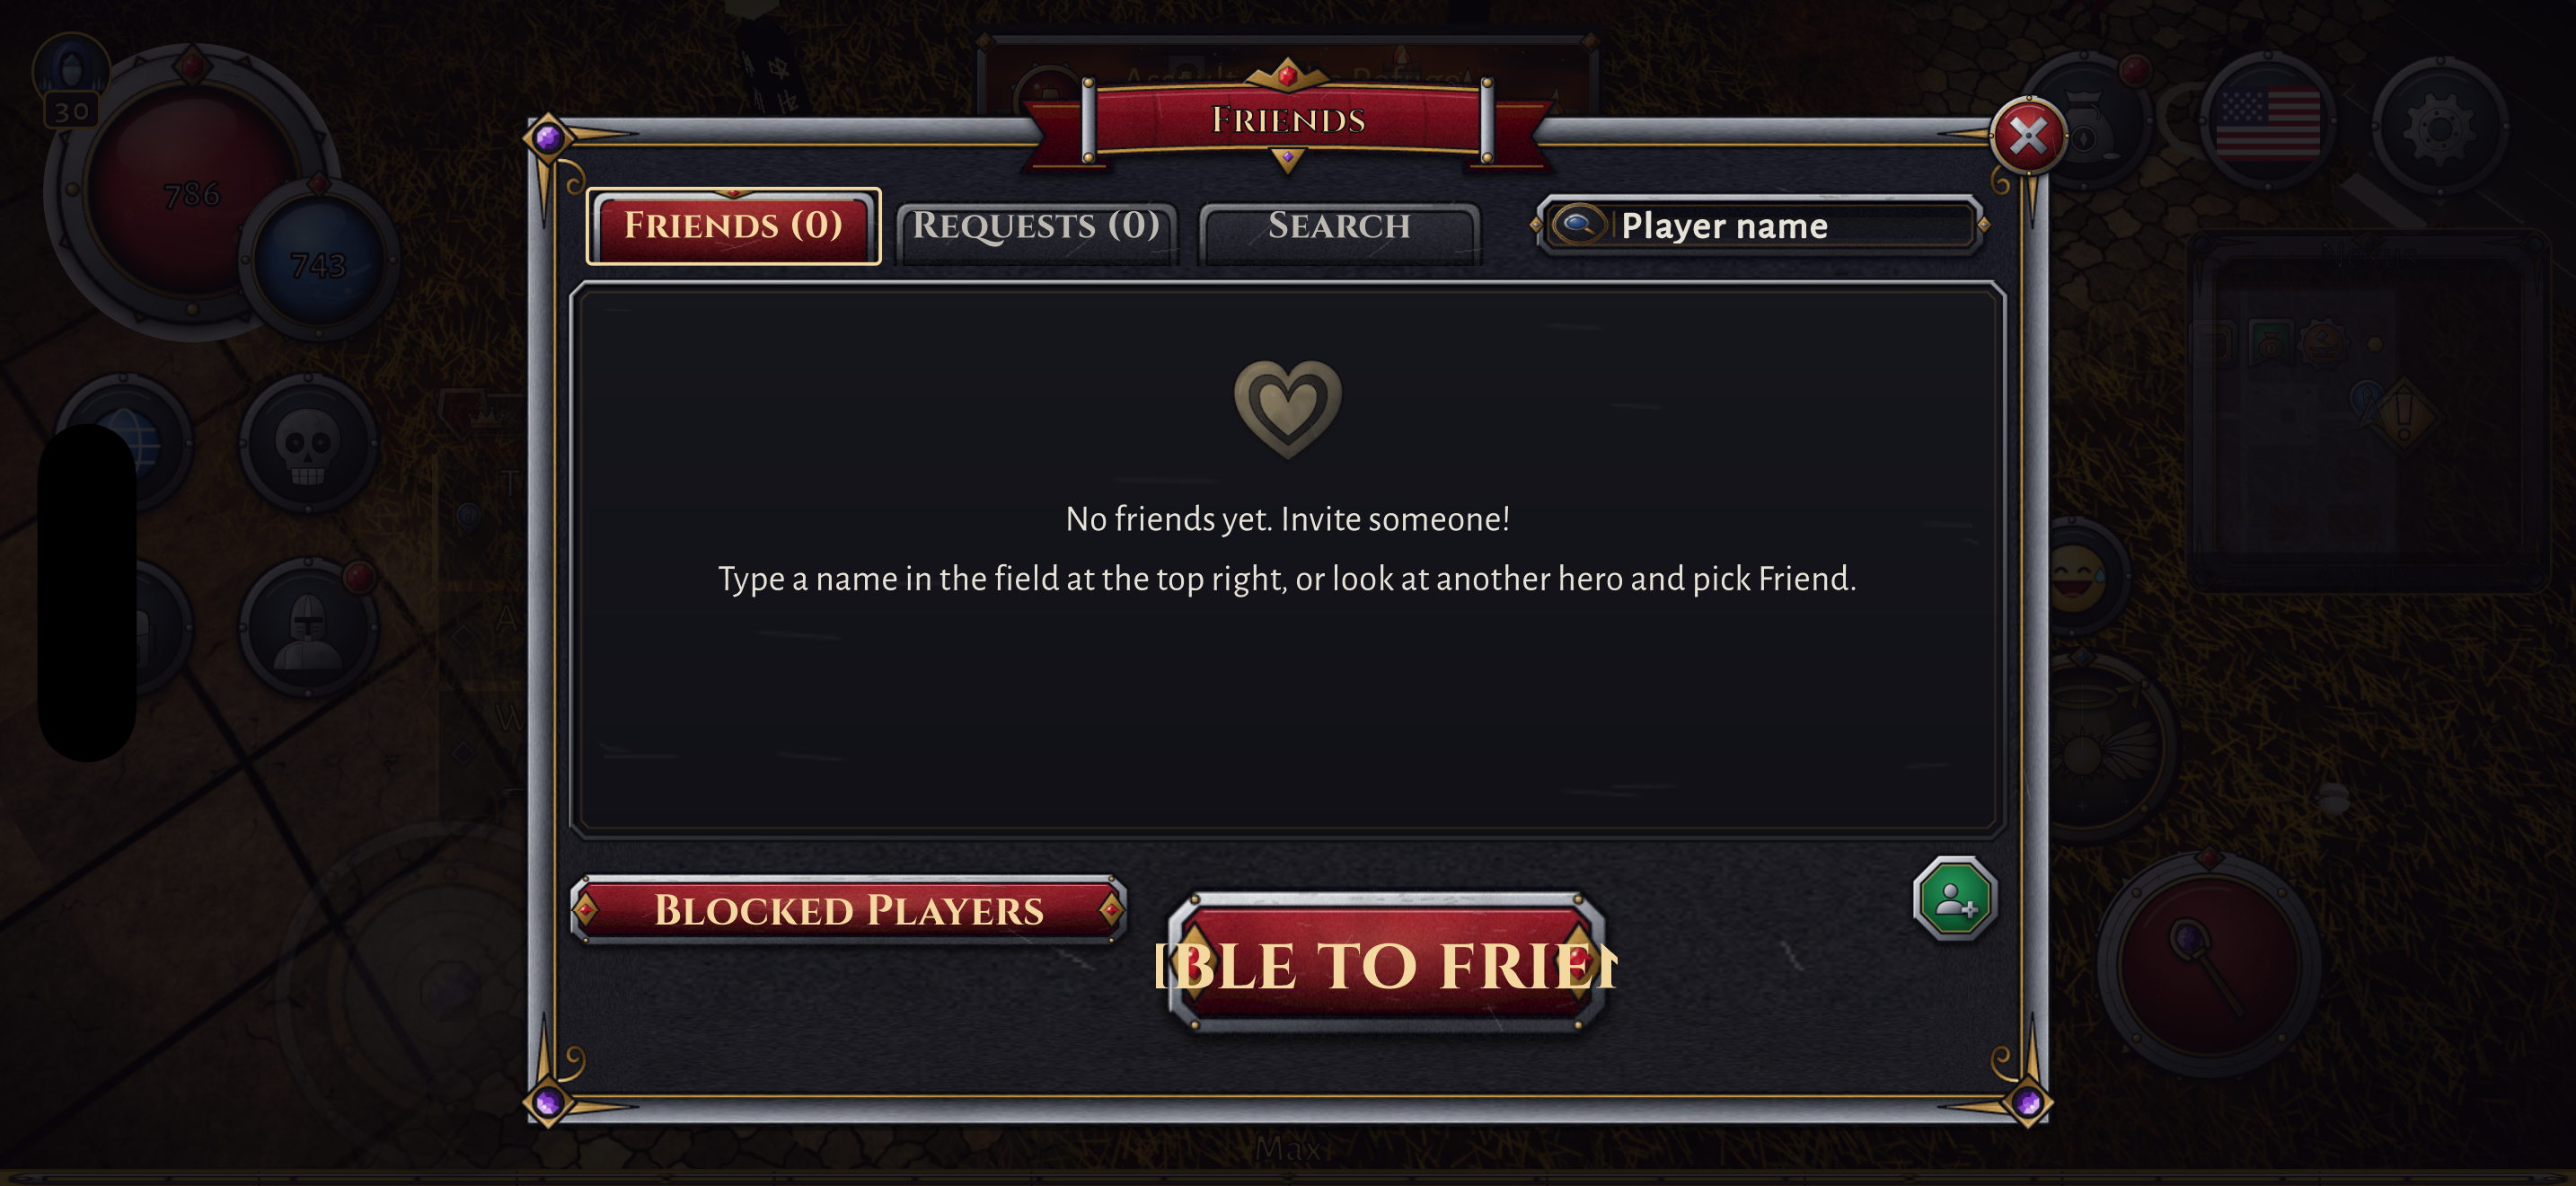 30
Friends
786
743
Friends (0)
Requests (0)
Search
Player name
No friends yet. Invite someone!
Type a name in the field at the top right, or look at another hero and pick Friend.
Blocked Players
BLE TO FRIE
Max